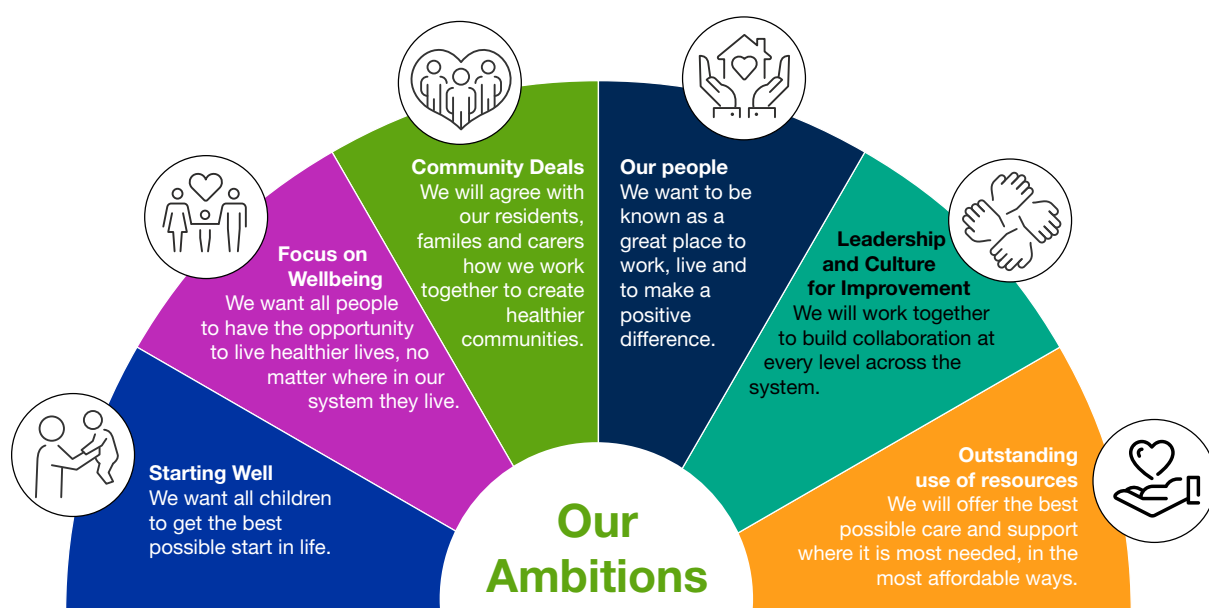 Starting Well
We want all children
to get the best
possible start in life.
Focus on
Wellbeing
We want all people
to have the opportunity
to live healthier lives, no
matter where in our
system they live.
Community Deals
We will agree with
our residents,
familes and carers
how we work
together to create
healthier
communities.
Our people
We want to be
known as a
great place to
work, live and
to make a
positive
difference.
Leadership
and Culture
for Improvement
We will work together
to build collaboration at
every level across the
system.
Outstanding
use of resources
We will offer the best
possible care and support
where it is most needed, in the
most affordable ways.
Our
Ambitions